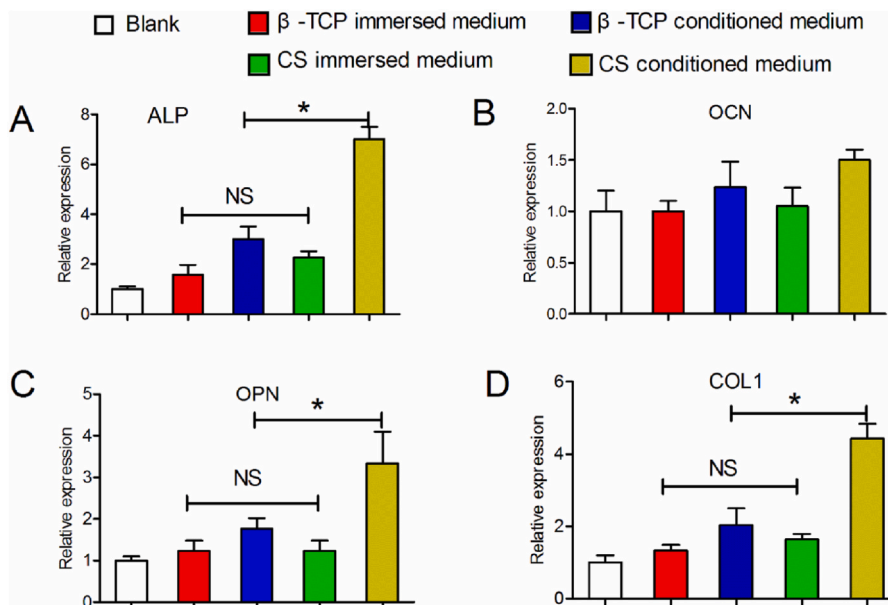 Blank
β -TCP immersed medium
β -TCP conditioned medium
CS immersed medium
CS conditioned medium
A
ALP
Relative expression
8
6
4
2
0
NS
*
B
OCN
Relative expression
2.0
1.5
1.0
0.5
0.0
C
OPN
Relative expression
5
4
3
2
1
0
NS
*
D
COL1
Relative expression
6
4
2
0
NS
*